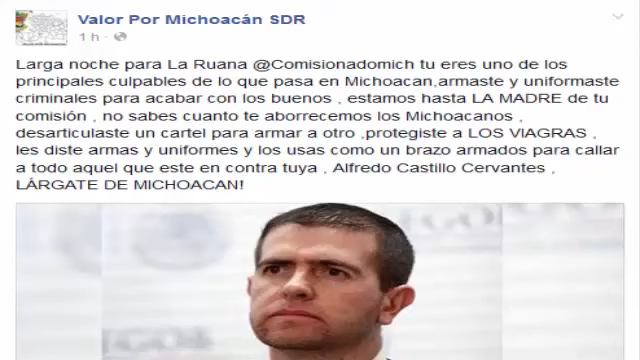 Valor Por Michoacán SDR
1 h ·
Larga noche para La Ruana @Comisionadomich tu eres uno de los
principales culpables de lo que pasa en Michoacan,armaste y uniformaste
criminales para acabar con los buenos , estamos hasta LA MADRE de tu
comisión , no sabes cuanto te aborrecemos los Michoacanos ,
desarticulaste un cartel para armar a otro ,protegiste a LOS VIAGRAS ,
les diste armas y uniformes y los usas como un brazo armados para callar
a todo aquel que este en contra tuya , Alfredo Castillo Cervantes ,
LÁRGATE DE MICHOACAN!